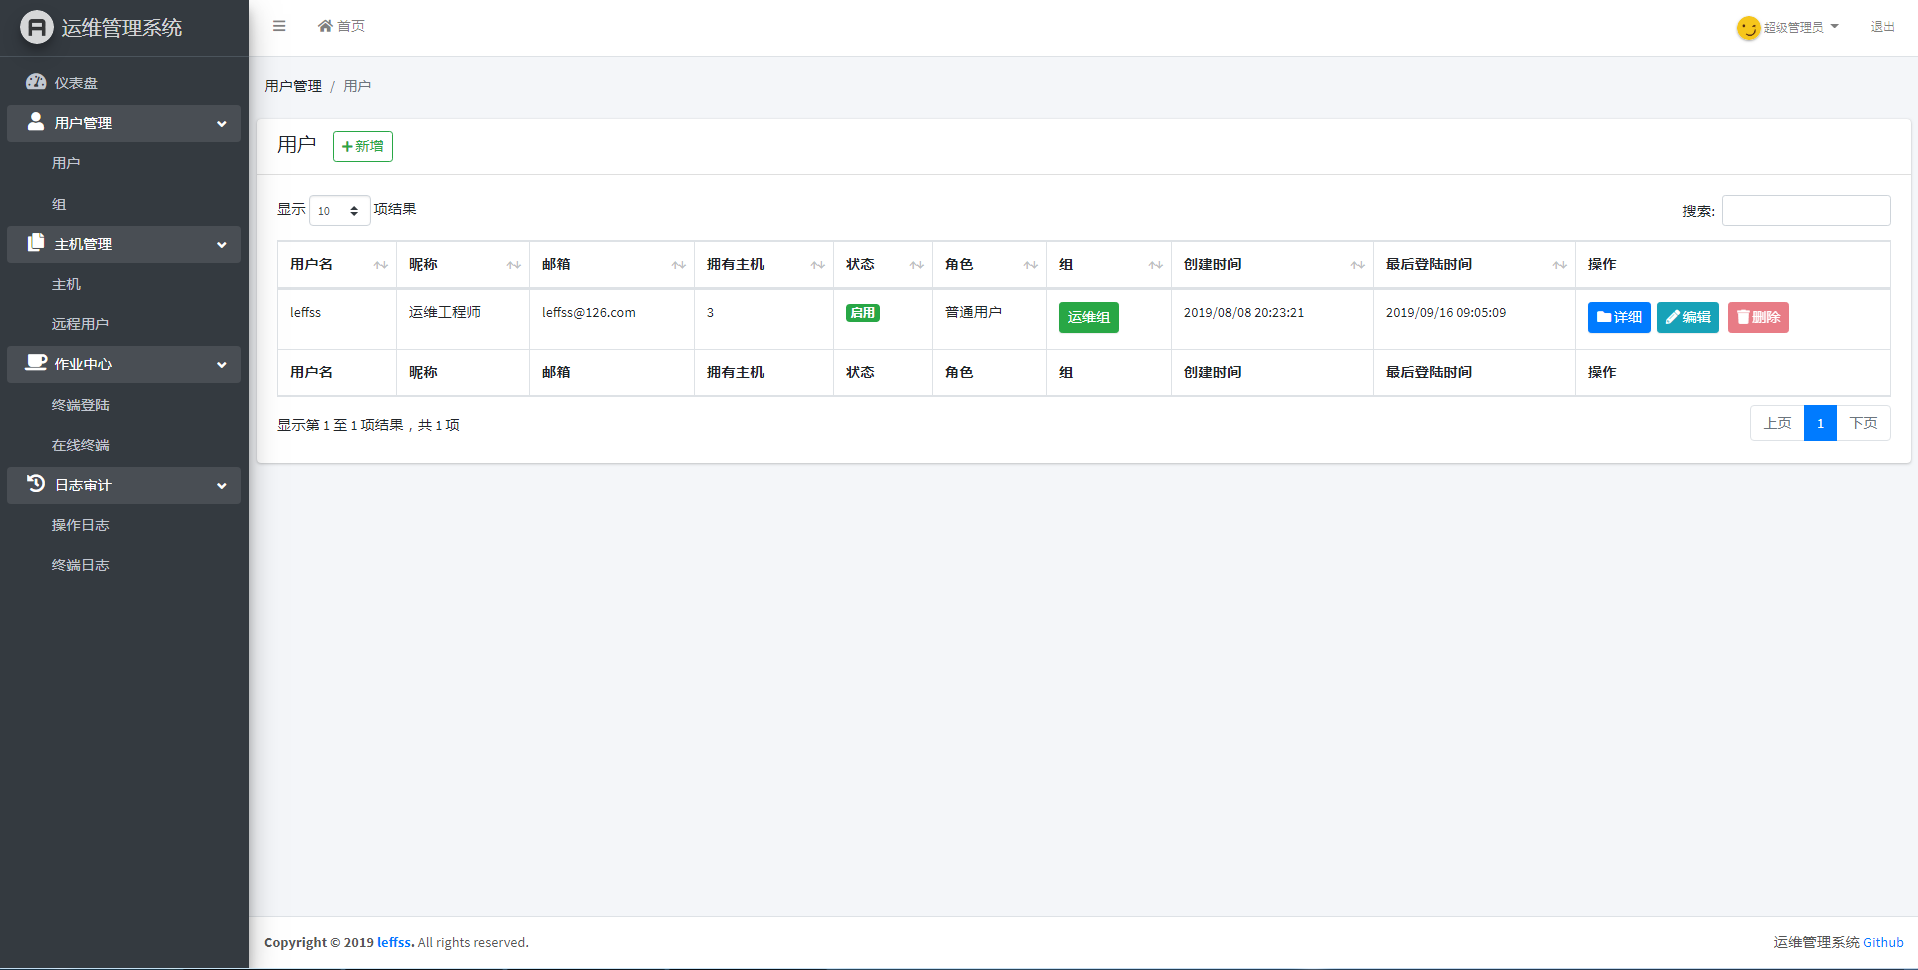 运维管理系统
首页
超级管理员
退出
仪表盘
用户管理
用户
组
主机管理
主机
远程用户
作业中心
终端登陆
在线终端
日志审计
操作日志
终端日志
用户管理 / 用户
用户 新增
显示 10 项结果
搜索:
用户名 昵称 邮箱 拥有主机 状态 角色 组 创建时间 最后登陆时间 操作
leffss 运维工程师 leffss@126.com 3 启用 普通用户 运维组 2019/08/08 20:23:21 2019/09/16 09:05:09 详细 编辑 删除
用户名 昵称 邮箱 拥有主机 状态 角色 组 创建时间 最后登陆时间 操作
显示第 1 至 1 项结果，共 1 项
上页 1 下页
Copyright © 2019 leffss. All rights reserved.
运维管理系统 Github